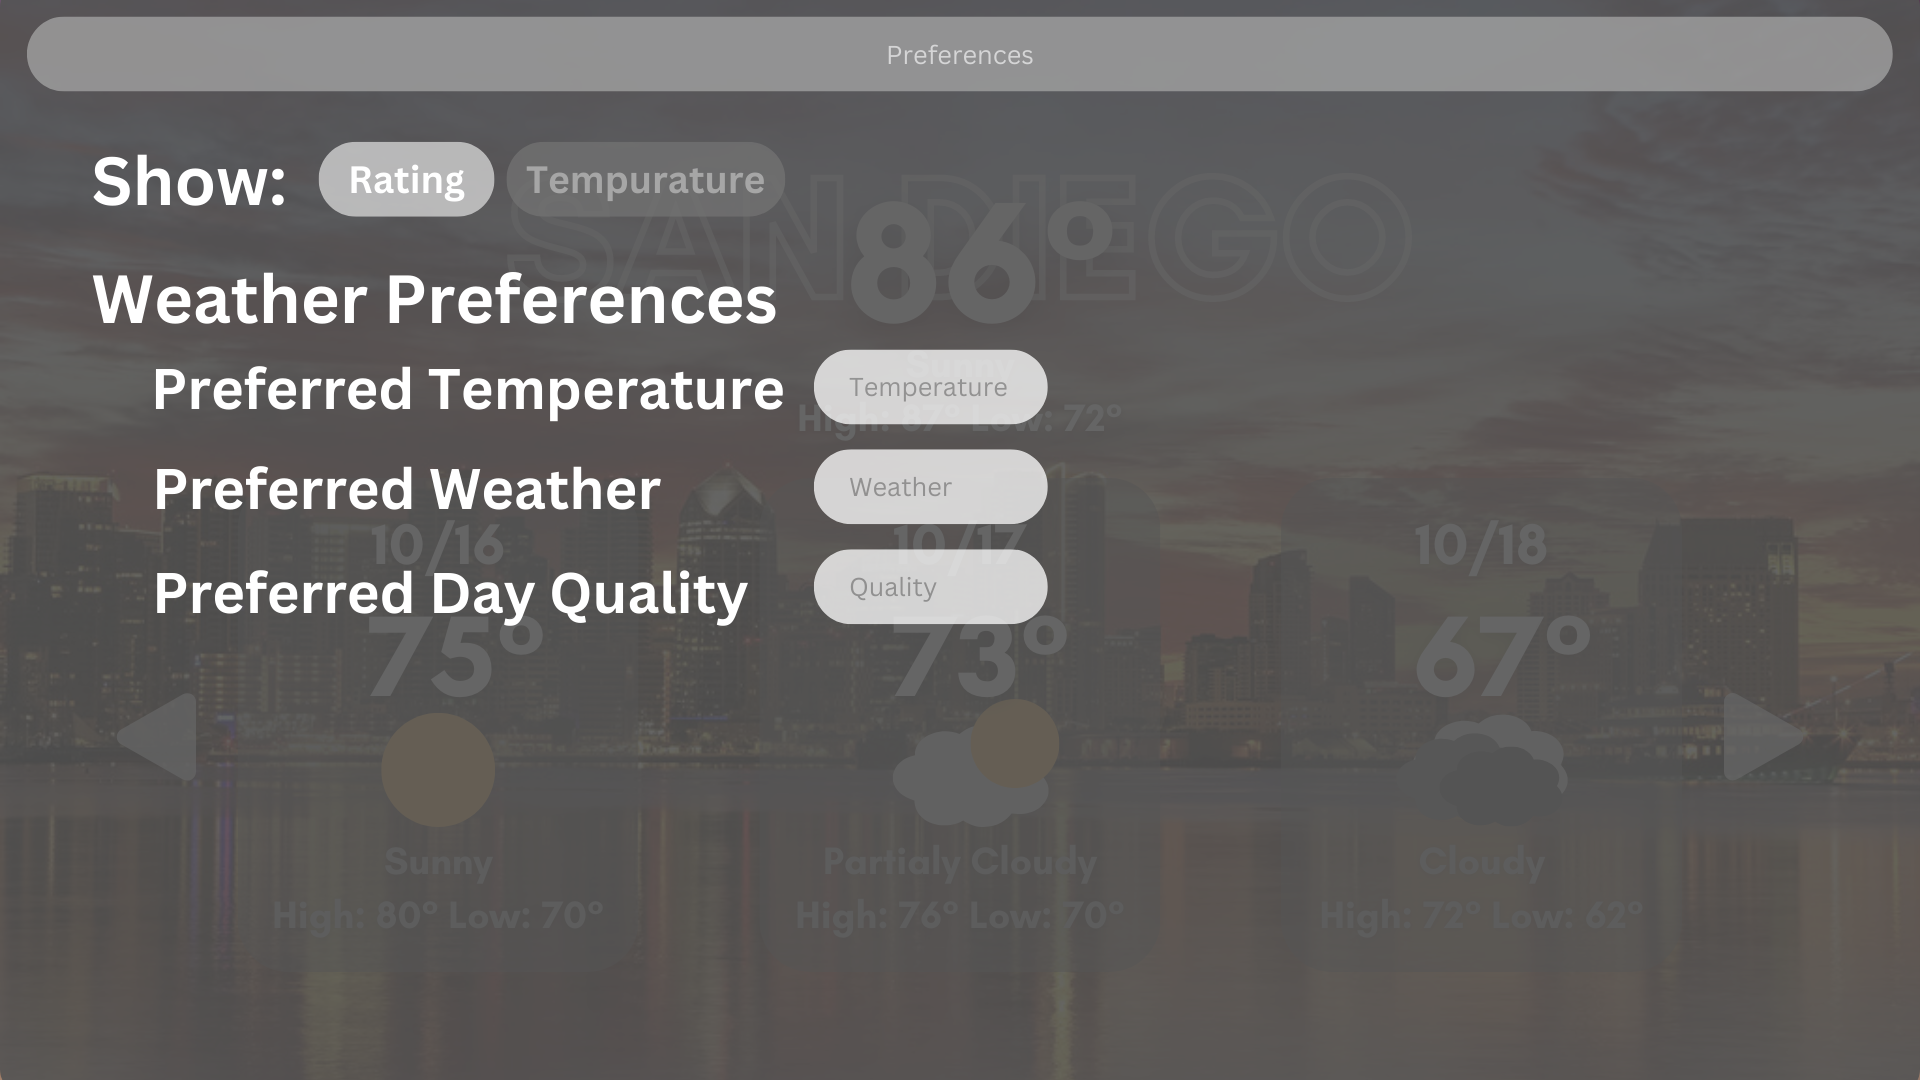 Preferences
Show: Rating Tempurature
SAN DIEGO
86°
Weather Preferences
Sunny
Preferred Temperature Temperature
High: 87° Low: 72°
Preferred Weather Weather
10/16 10/17 10/18
Preferred Day Quality Quality
75° 73° 67°
Sunny Partialy Cloudy Cloudy
High: 80° Low: 70° High: 76° Low: 70° High: 72° Low: 62°